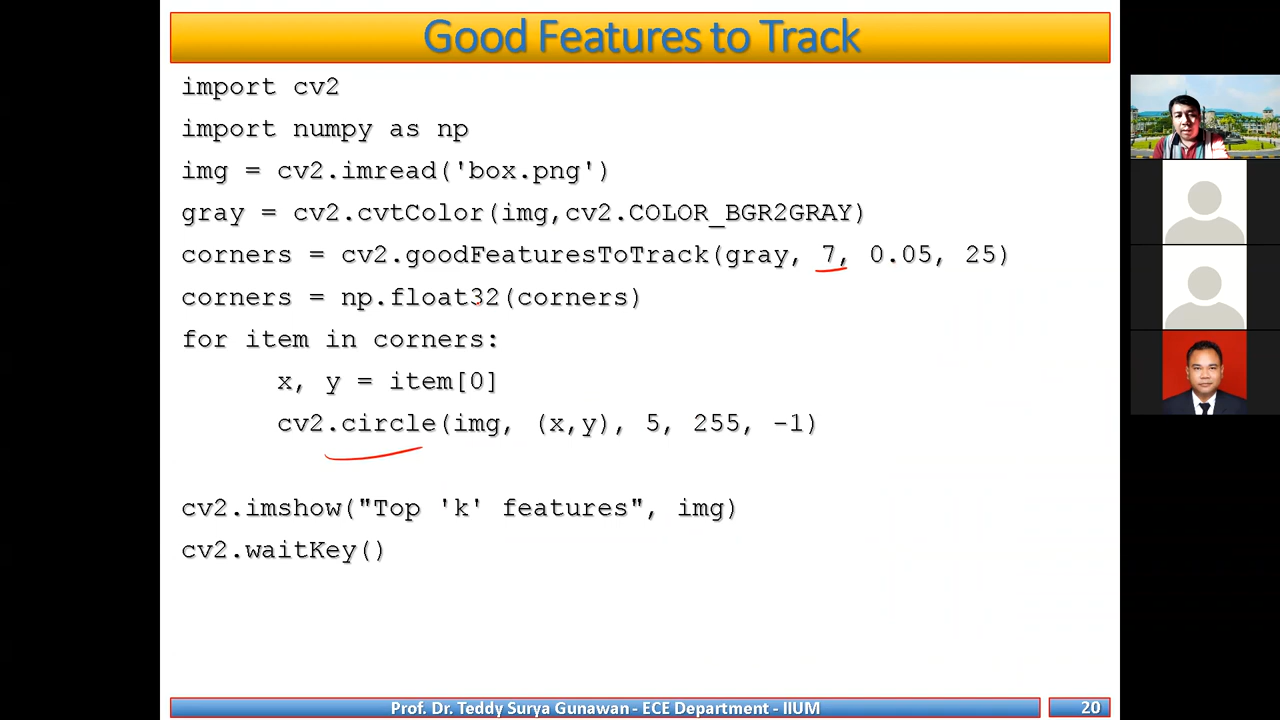 Good Features to Track
import cv2
import numpy as np
img = cv2.imread('box.png')
gray = cv2.cvtColor(img,cv2.COLOR_BGR2GRAY)
corners = cv2.goodFeaturesToTrack(gray, 7, 0.05, 25)
corners = np.float32(corners)
for item in corners:
x, y = item[0]
cv2.circle(img, (x,y), 5, 255, -1)
cv2.imshow("Top 'k' features", img)
cv2.waitKey()
Prof. Dr. Teddy Surya Gunawan - ECE Department - IIUM
20